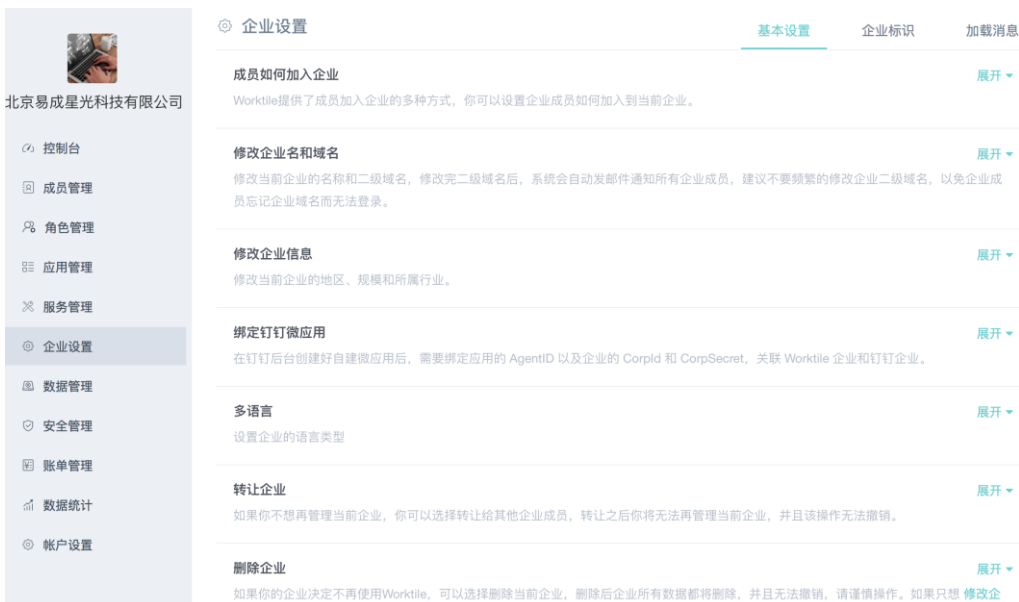 北京易成星光科技有限公司
控制台
成员管理
角色管理
应用管理
服务管理
企业设置
数据管理
安全管理
账单管理
数据统计
帐户设置
企业设置
基本设置
企业标识
加载消息
成员如何加入企业
展开
Worktile提供了成员加入企业的多种方式，你可以设置企业成员如何加入到当前企业。
修改企业名和域名
展开
修改当前企业的名称和二级域名，修改完二级域名后，系统会自动发邮件通知所有企业成员，建议不要频繁的修改企业二级域名，以免企业成
员忘记企业域名而无法登录。
修改企业信息
展开
修改当前企业的地区、规模和所属行业。
绑定钉钉微应用
展开
在钉钉后台创建好自建微应用后，需要绑定应用的 AgentID 以及企业的 CorpId 和 CorpSecret，关联 Worktile 企业和钉钉企业。
多语言
展开
设置企业的语言类型
转让企业
展开
如果你不想再管理当前企业，你可以选择转让给其他企业成员，转让之后你将无法再管理当前企业，并且该操作无法撤销。
删除企业
展开
如果你的企业决定不再使用Worktile，可以选择删除当前企业，删除后企业所有数据都将删除，并且无法撤销，请谨慎操作。如果只想 修改企